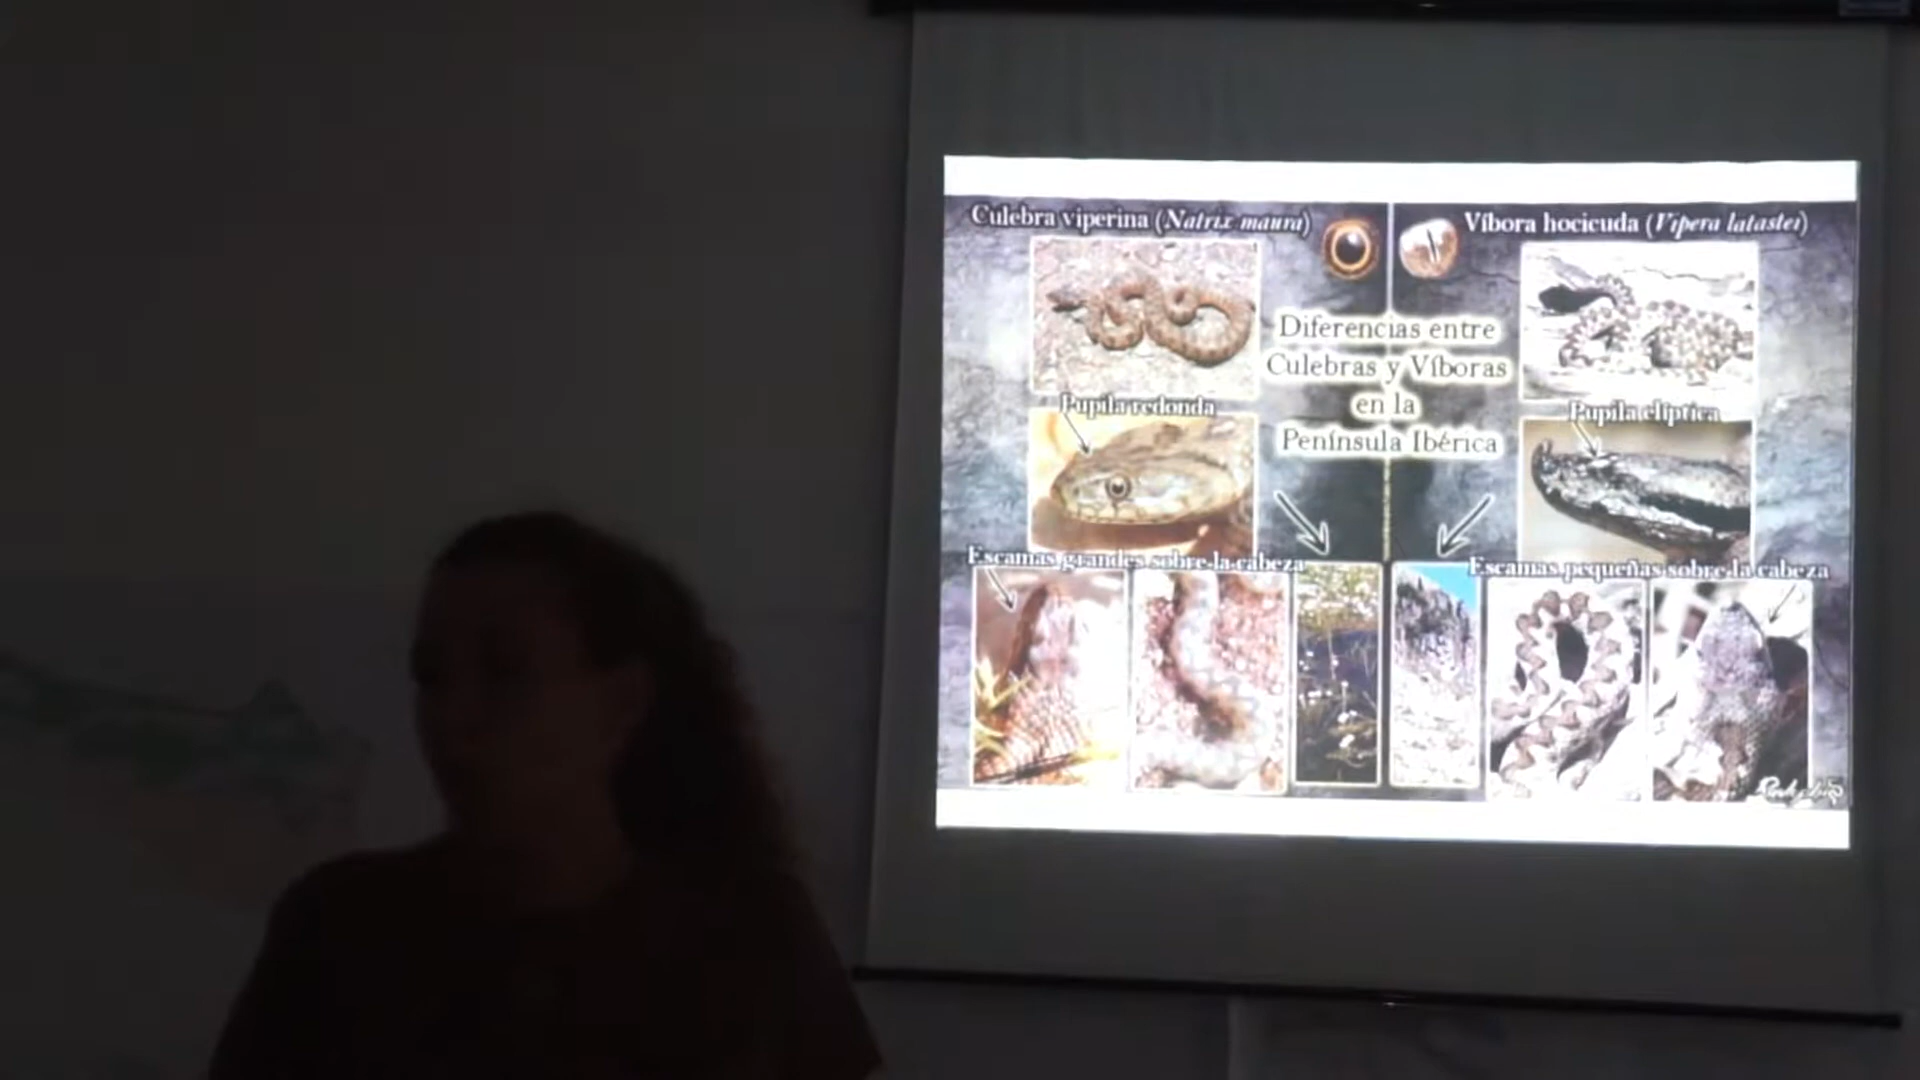 Culebra viperina (Natrix maura)
Víbora hocicuda (Vipera latastei)
Diferencias entre
Culebras y Víboras
en la
Península Ibérica
Pupila redonda
Pupila elíptica
Escamas grandes sobre la cabeza
Escamas pequeñas sobre la cabeza